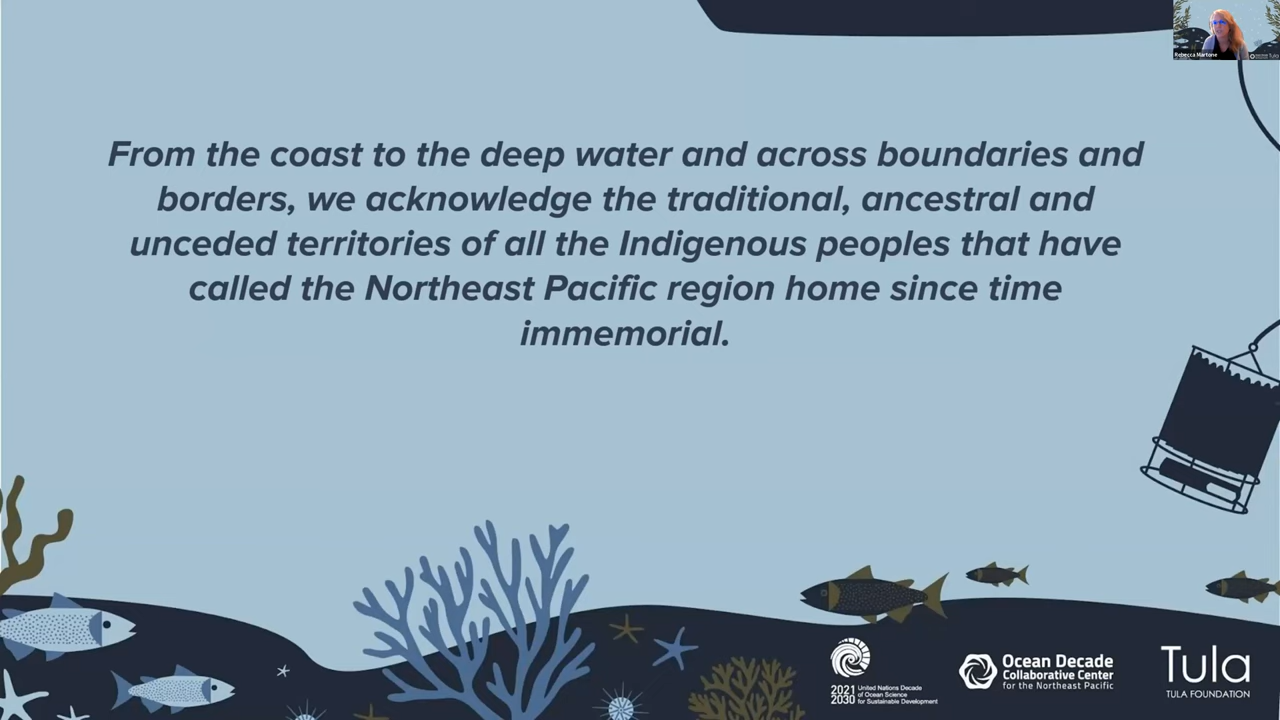 Rebecca Martone
From the coast to the deep water and across boundaries and
borders, we acknowledge the traditional, ancestral and
unceded territories of all the Indigenous peoples that have
called the Northeast Pacific region home since time
immemorial.
2021
2030
United Nations Decade
of Ocean Science
for Sustainable Development
Ocean Decade
Collaborative Center
for the Northeast Pacific
Tula
TULA FOUNDATION